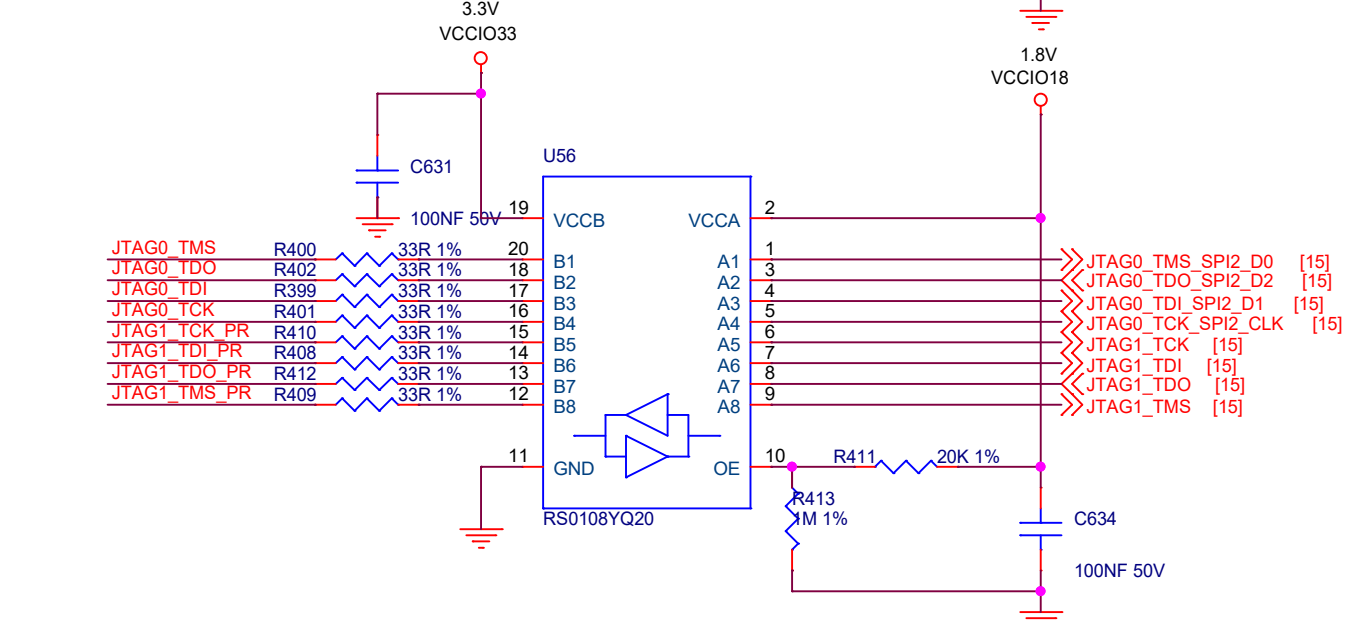 3.3V
VCCIO33
1.8V
VCCIO18
C631
100NF 50V
U56
19 VCCB VCCA 2
JTAG0_TMS R400 33R 1% 20 B1 A1 1 JTAG0_TMS_SPI2_D0 [15]
JTAG0_TDO R402 33R 1% 18 B2 A2 3 JTAG0_TDO_SPI2_D2 [15]
JTAG0_TDI R399 33R 1% 17 B3 A3 4 JTAG0_TDI_SPI2_D1 [15]
JTAG0_TCK R401 33R 1% 16 B4 A4 5 JTAG0_TCK_SPI2_CLK [15]
JTAG1_TCK_PR R410 33R 1% 15 B5 A5 6 JTAG1_TCK [15]
JTAG1_TDI_PR R408 33R 1% 14 B6 A6 7 JTAG1_TDI [15]
JTAG1_TDO_PR R412 33R 1% 13 B7 A7 8 JTAG1_TDO [15]
JTAG1_TMS_PR R409 33R 1% 12 B8 A8 9 JTAG1_TMS [15]
11 GND OE 10 R411 20K 1%
R413
1M 1%
RS0108YQ20
C634
100NF 50V